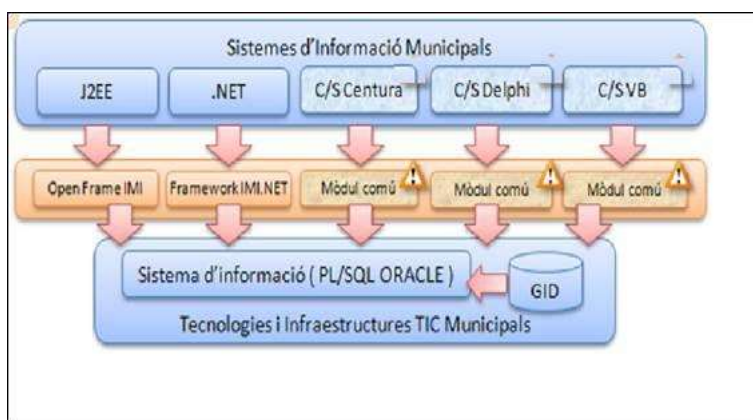 Sistemes d'Informació Municipals
J2EE
.NET
C/S Centura
C/S Delphi
C/S VB
Open Frame IMI
Framework IMI.NET
Mòdul comú
Mòdul comú
Mòdul comú
Sistema d'informació ( PL/SQL ORACLE )
GID
Tecnologies i Infraestructures TIC Municipals